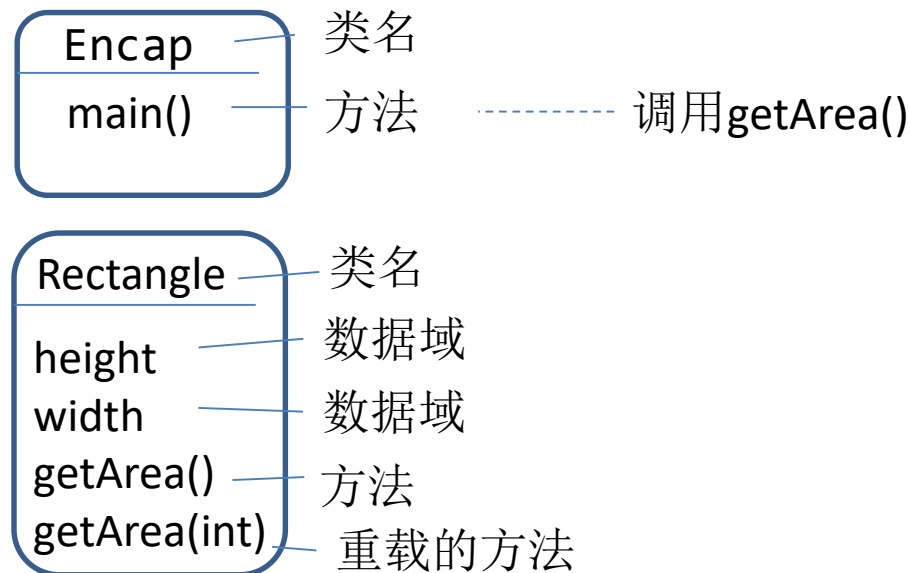 Encap 类名
main() 方法 调用getArea()
Rectangle 类名
height 数据域
width 数据域
getArea() 方法
getArea(int) 重载的方法